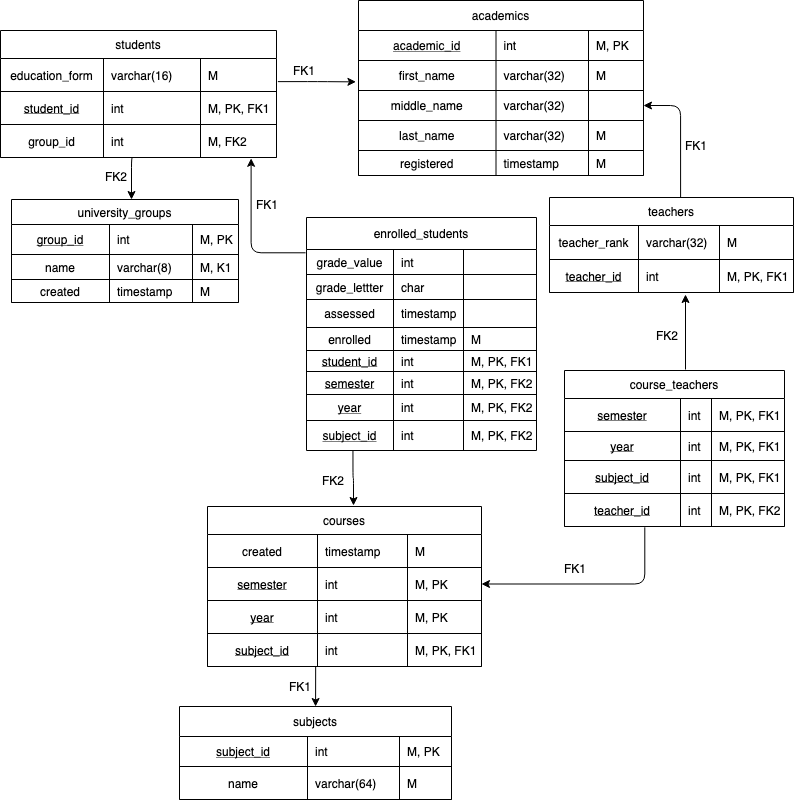 academics
academic_id int M, PK
first_name varchar(32) M
middle_name varchar(32)
last_name varchar(32) M
registered timestamp M
students
education_form varchar(16) M
student_id int M, PK, FK1
group_id int M, FK2
FK1
FK2
FK1
FK1
university_groups
group_id int M, PK
name varchar(8) M, K1
created timestamp M
teachers
teacher_rank varchar(32) M
teacher_id int M, PK, FK1
enrolled_students
grade_value int
grade_lettter char
assessed timestamp
enrolled timestamp M
student_id int M, PK, FK1
semester int M, PK, FK2
year int M, PK, FK2
subject_id int M, PK, FK2
FK2
course_teachers
semester int M, PK, FK1
year int M, PK, FK1
subject_id int M, PK, FK1
teacher_id int M, PK, FK2
FK2
FK1
courses
created timestamp M
semester int M, PK
year int M, PK
subject_id int M, PK, FK1
FK1
subjects
subject_id int M, PK
name varchar(64) M